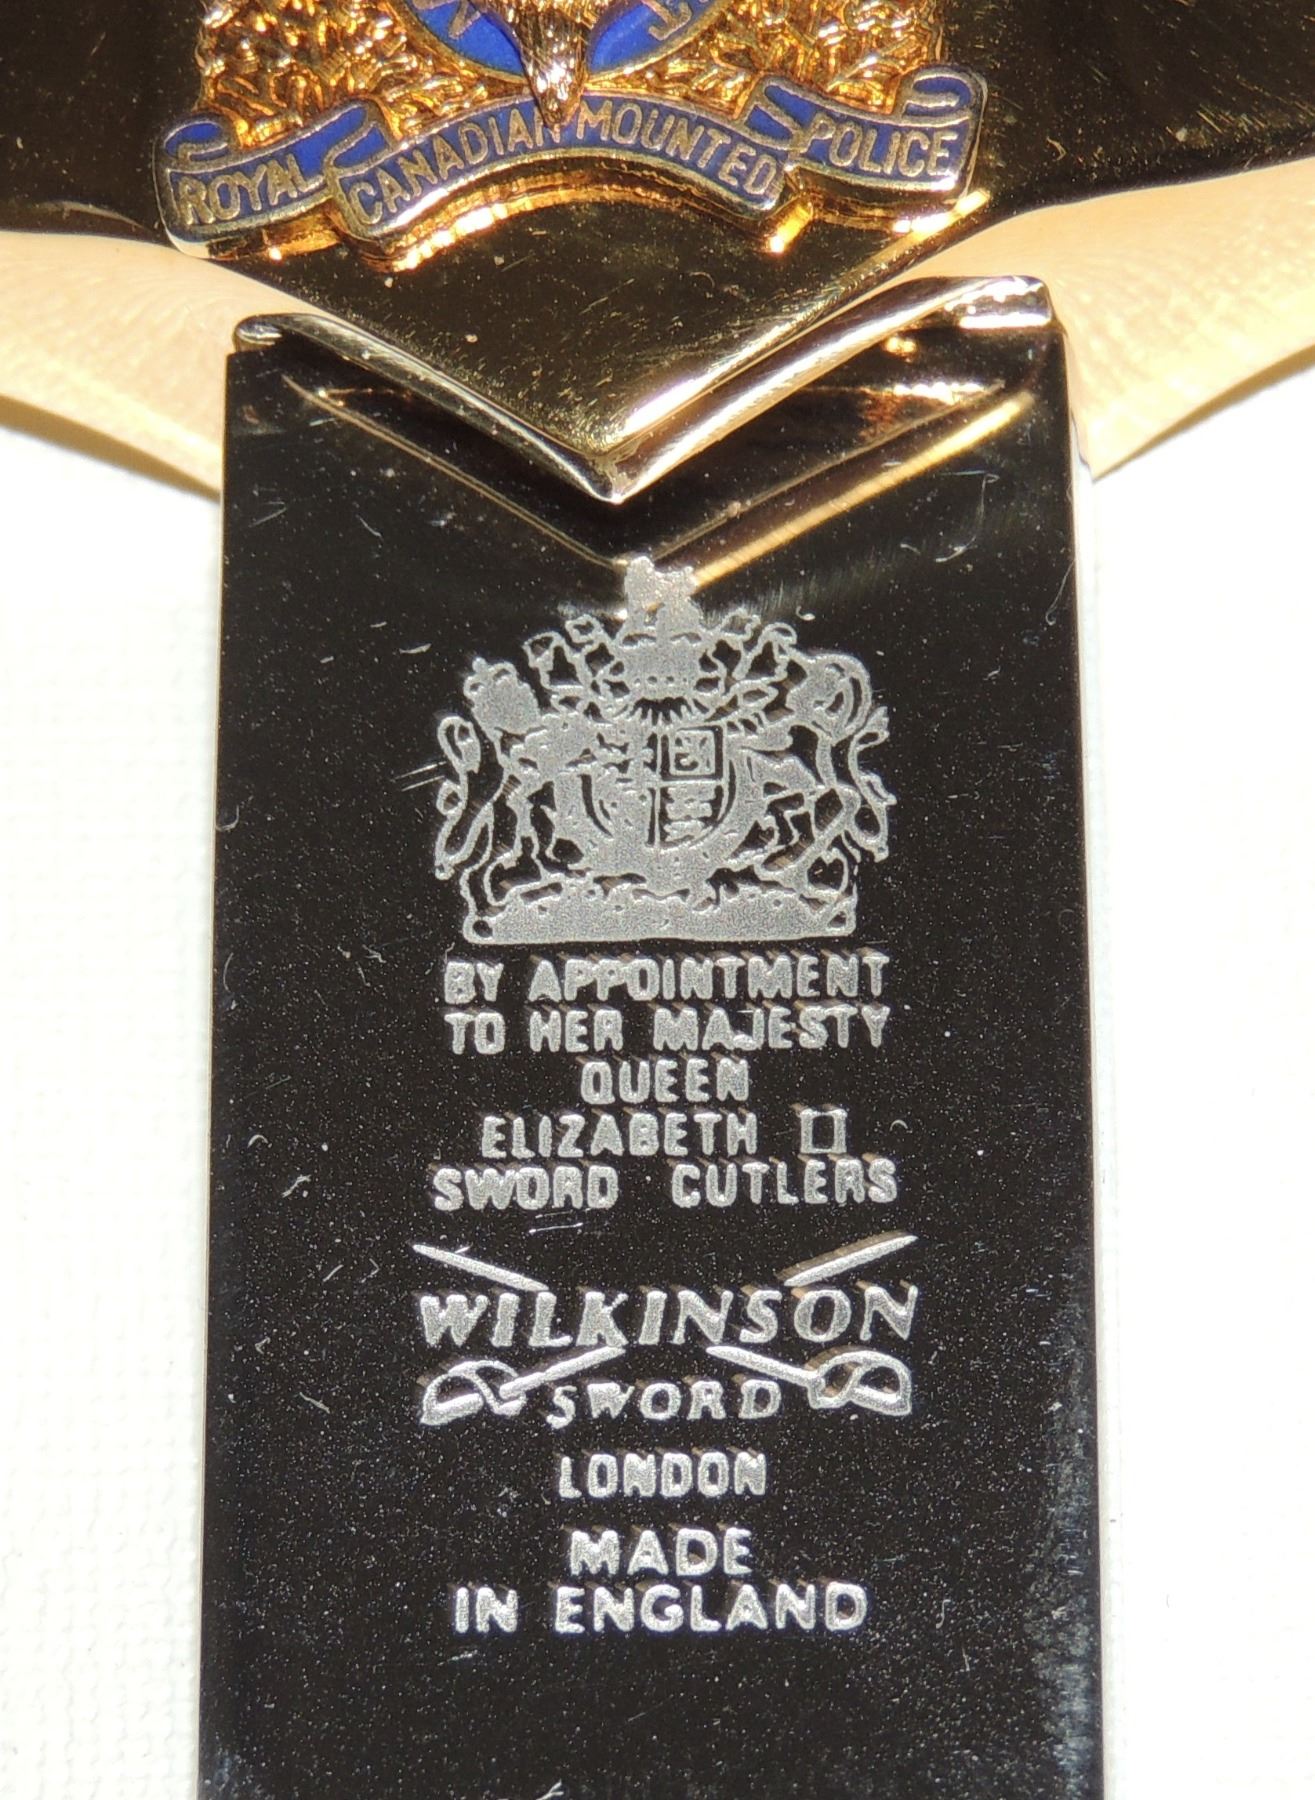 ROYAL CANADIAN MOUNTED POLICE
BY APPOINTMENT
TO HER MAJESTY
QUEEN
ELIZABETH II
SWORD CUTLERS
WILKINSON
SWORD
LONDON
MADE
IN ENGLAND